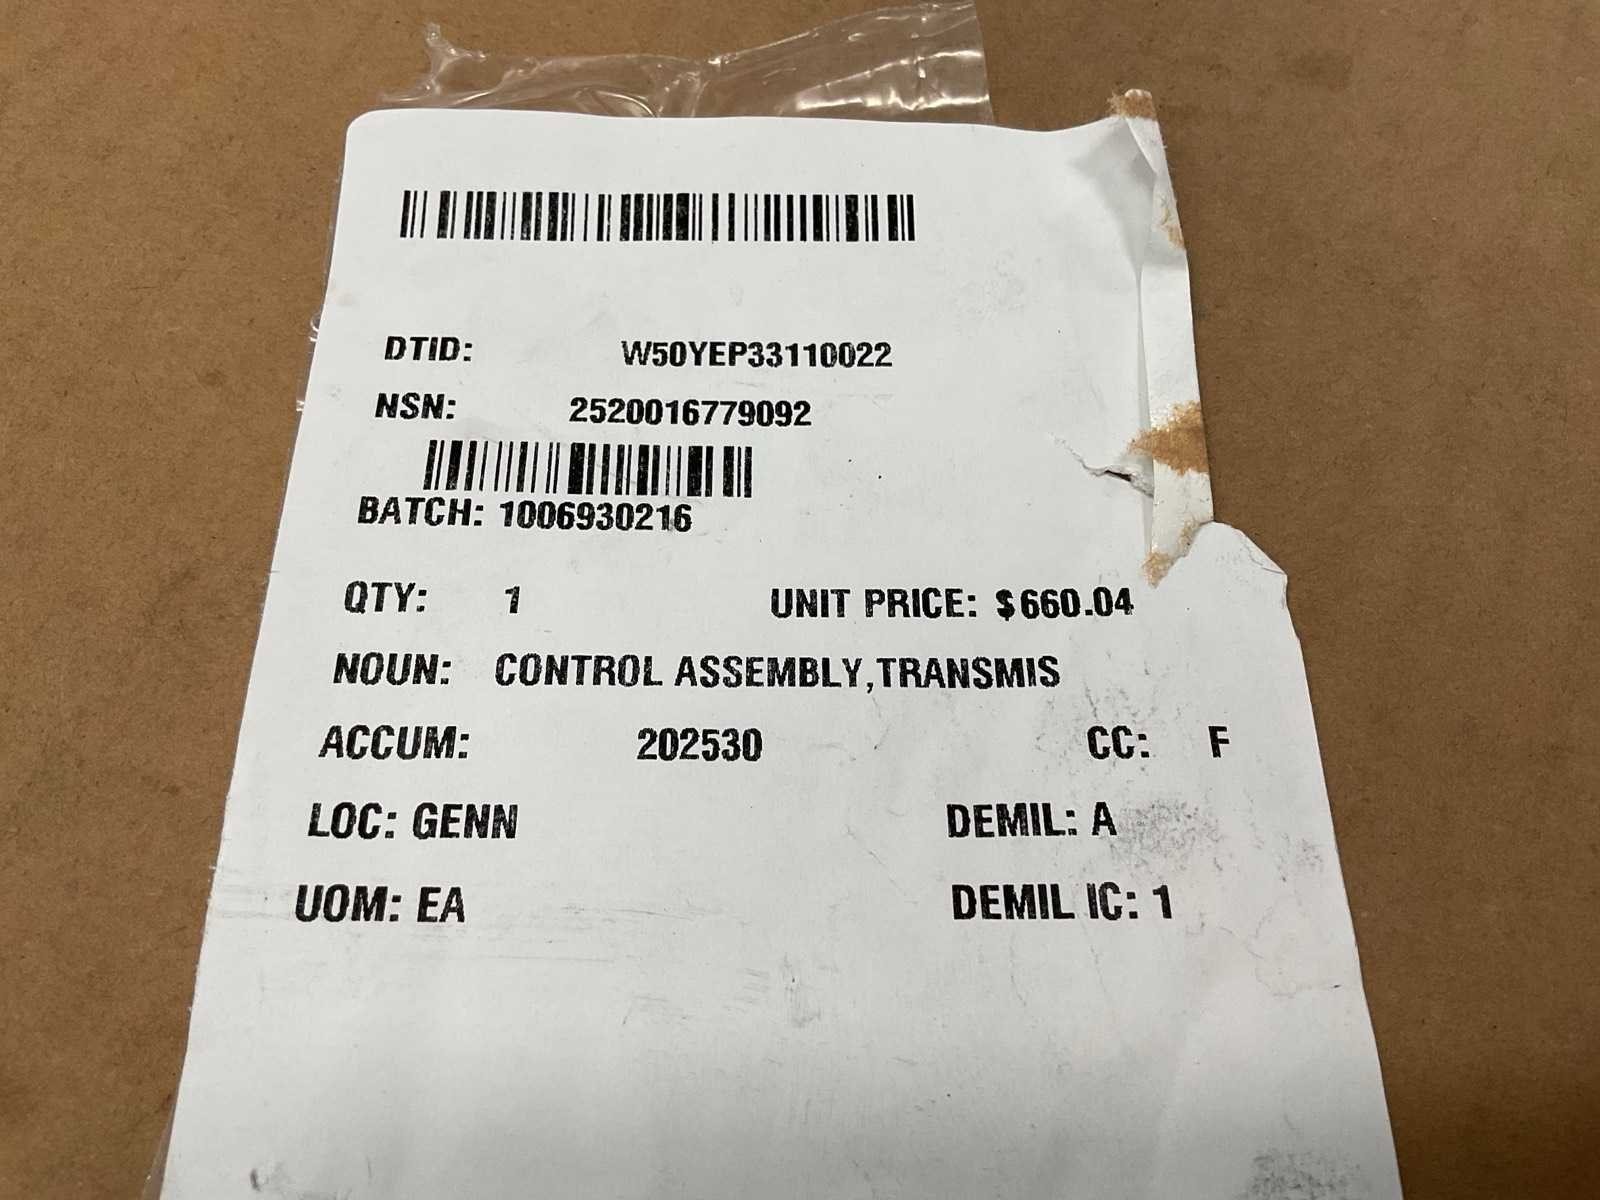 DTID: W50YEP33110022
NSN: 2520016779092
BATCH: 1006930216
QTY: 1 UNIT PRICE: $660.04
NOUN: CONTROL ASSEMBLY,TRANSMIS
ACCUM: 202530 CC: F
LOC: GENN DEMIL: A
UOM: EA DEMIL IC: 1